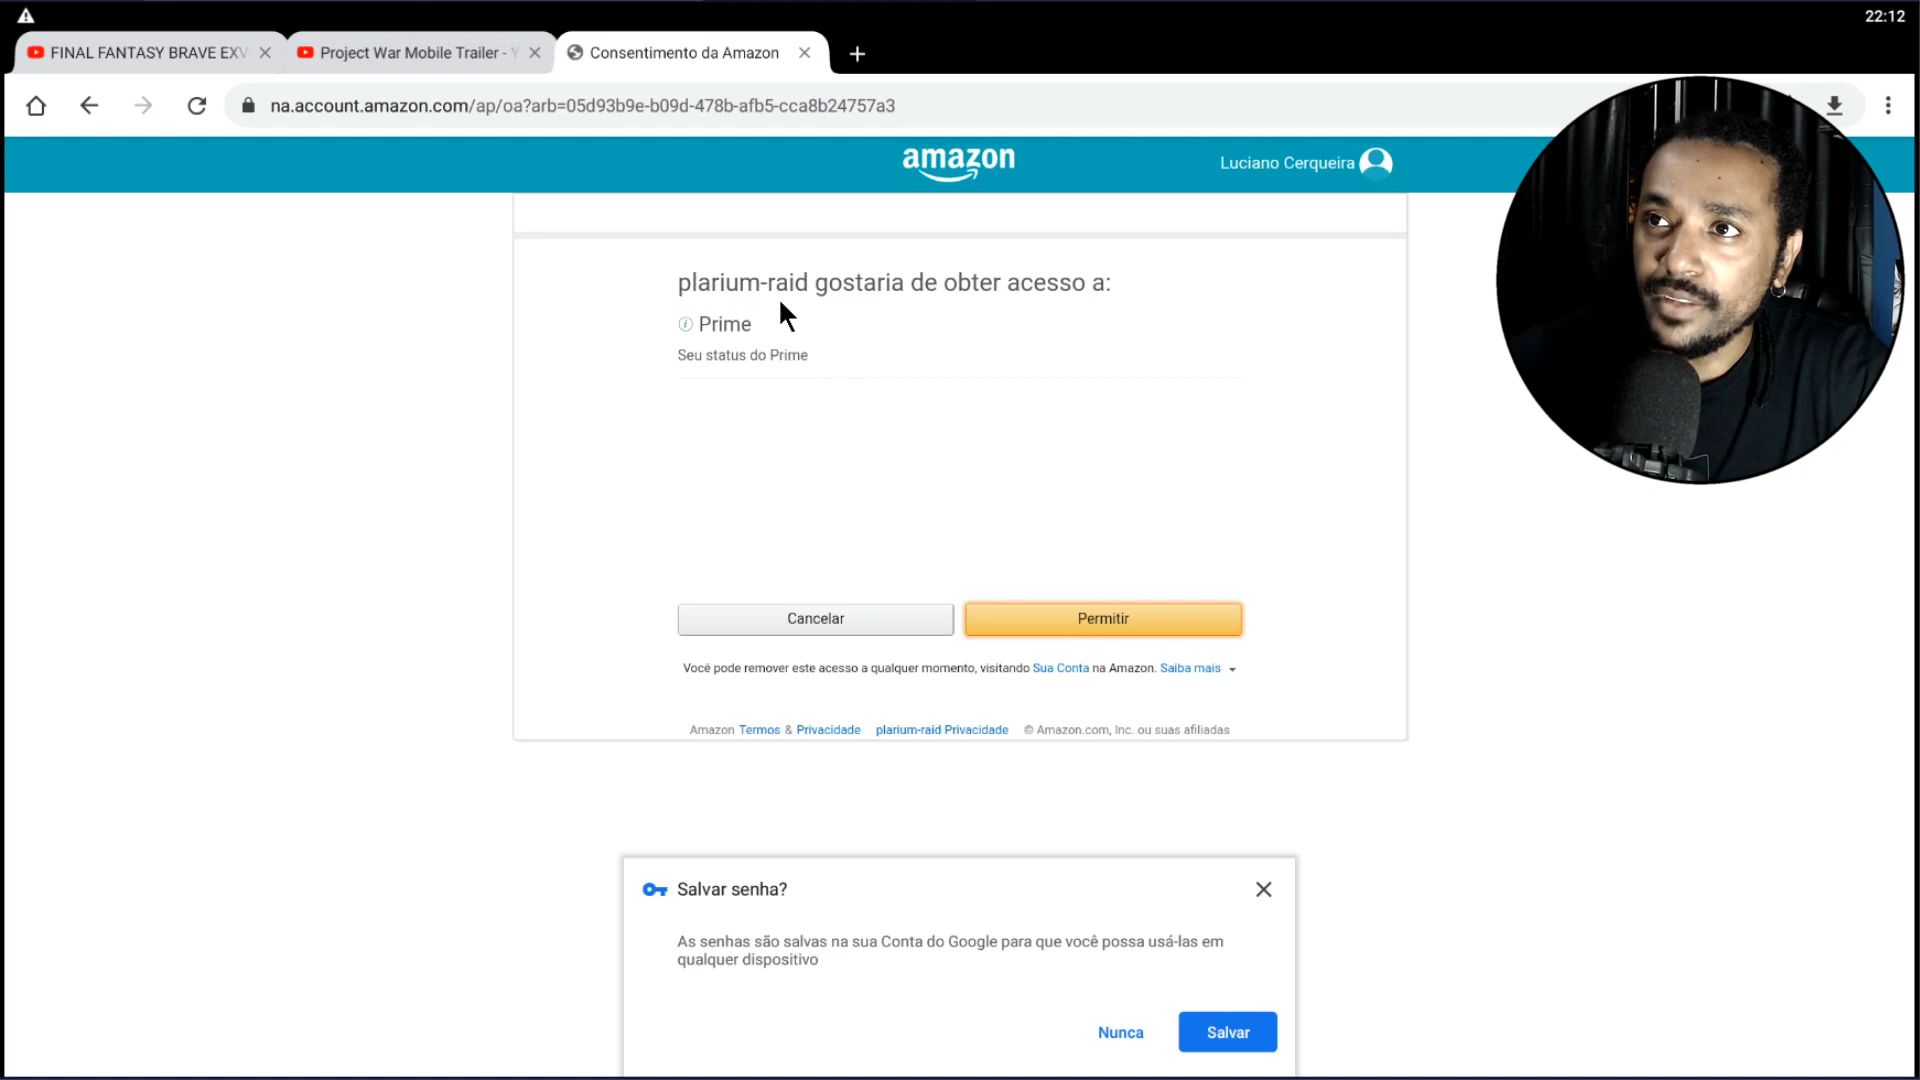 22:12
FINAL FANTASY BRAVE EXV
Project War Mobile Trailer - Y
Consentimento da Amazon
na.account.amazon.com/ap/oa?arb=05d93b9e-b09d-478b-afb5-cca8b24757a3
amazon
Luciano Cerqueira
plarium-raid gostaria de obter acesso a:
Prime
Seu status do Prime
Cancelar
Permitir
Você pode remover este acesso a qualquer momento, visitando Sua Conta na Amazon. Saiba mais
Amazon Termos & Privacidade plarium-raid Privacidade © Amazon.com, Inc. ou suas afiliadas
Salvar senha?
As senhas são salvas na sua Conta do Google para que você possa usá-las em
qualquer dispositivo
Nunca
Salvar